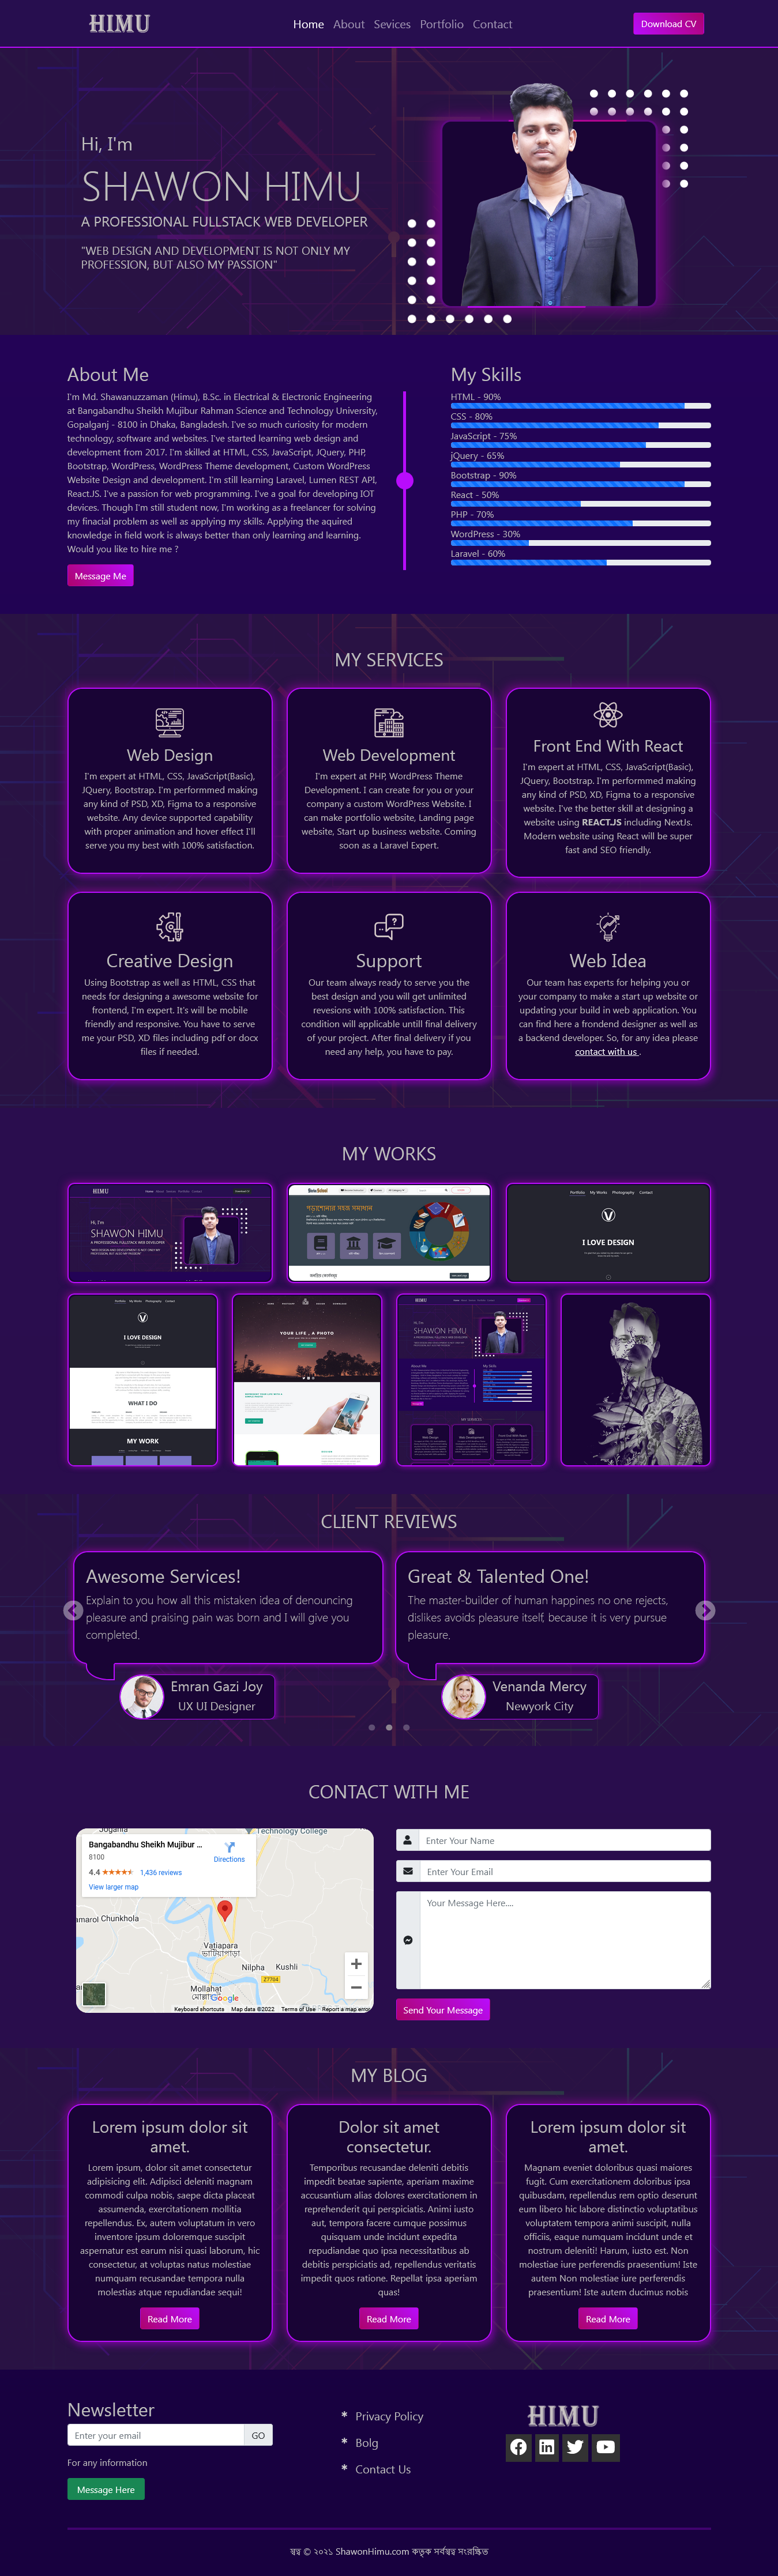 HIMU
Home About Sevices Portfolio Contact
Download CV
Hi, I'm
SHAWON HIMU
A PROFESSIONAL FULLSTACK WEB DEVELOPER
"WEB DESIGN AND DEVELOPMENT IS NOT ONLY MY
PROFESSION, BUT ALSO MY PASSION"
About Me
I'm Md. Shawanuzzaman (Himu), B.Sc. in Electrical & Electronic Engineering
at Bangabandhu Sheikh Mujibur Rahman Science and Technology University,
Gopalganj - 8100 in Dhaka, Bangladesh. I've so much curiosity for modern
technology, software and websites. I've started learning web design and
development from 2017. I'm skilled at HTML, CSS, JavaScript, JQuery, PHP,
Bootstrap, WordPress, WordPress Theme development, Custom WordPress
Website Design and development. I'm still learning Laravel, Lumen REST API,
React.JS. I've a passion for web programming. I've a goal for developing IOT
devices. Though I'm still student now, I'm working as a freelancer for solving
my financial problem as well as applying my skills. Applying the aquired
knowledge in field work is always better than only learning and learning.
Would you like to hire me ?
Message Me
My Skills
HTML - 90%
CSS - 80%
JavaScript - 75%
jQuery - 65%
Bootstrap - 90%
React - 50%
PHP - 70%
WordPress - 30%
Laravel - 60%
MY SERVICES
Web Design
I'm expert at HTML, CSS, JavaScript(Basic),
JQuery, Bootstrap. I'm performmed making
any kind of PSD, XD, Figma to a responsive
website. Any device supported capability
with proper animation and hover effect I'll
serve you my best with 100% satisfaction.
Web Development
I'm expert at PHP, WordPress Theme
Development. I can create for you or your
company a custom WordPress Website. I
can make portfolio website, Landing page
website, Start up business website. Coming
soon as a Laravel Expert.
Front End With React
I'm expert at HTML, CSS, JavaScript(Basic),
JQuery, Bootstrap. I'm performmed making
any kind of PSD, XD, Figma to a responsive
website. I've the better skill at designing a
website using REACT.JS including NextJs.
Modern website using React will be super
fast and SEO friendly.
Creative Design
Using Bootstrap as well as HTML, CSS that
needs for designing a awesome website for
frontend, I'm expert. It's will be mobile
friendly and responsive. You have to serve
me your PSD, XD files including pdf or docx
files if needed.
Support
Our team always ready to serve you the
best design and you will get unlimited
revesions with 100% satisfaction. This
condition will applicable untill final delivery
of your project. After final delivery if you
need any help, you have to pay.
Web Idea
Our team has experts for helping you or
your company to make a start up website or
updating your build in web application. You
can find here a frondend designer as well as
a backend developer. So, for any idea please
contact with us .
MY WORKS
HIMU
Hi, I'm
SHAWON HIMU
I LOVE DESIGN
I LOVE DESIGN
WHAT I DO
MY WORK
YOUR LIFE , A PHOTO
SHAWON HIMU
CLIENT REVIEWS
Awesome Services!
Explain to you how all this mistaken idea of denouncing
pleasure and praising pain was born and I will give you
completed.
Emran Gazi Joy
UX UI Designer
Great & Talented One!
The master-builder of human happines no one rejects,
dislikes avoids pleasure itself, because it is very pursue
pleasure.
Venanda Mercy
Newyork City
CONTACT WITH ME
Technology College
Bangabandhu Sheikh Mujibur ...
8100
Directions
4.4 1,436 reviews
View larger map
Chunkhola
Vatiapara
ভাটিয়াপাড়া
Nilpha
Kushli
Z7704
Mollahat
মোল্লাহাট
Google
Keyboard shortcuts Map data ©2022 Terms of Use Report a map error
Enter Your Name
Enter Your Email
Your Message Here....
Send Your Message
MY BLOG
Lorem ipsum dolor sit
amet.
Lorem ipsum, dolor sit amet consectetur
adipisicing elit. Adipisci deleniti magnam
commodi culpa nobis, saepe dicta placeat
assumenda, exercitationem mollitia
repellendus. Ex, autem voluptatum in vero
inventore ipsum doloremque suscipit
aspernatur est earum nisi quasi laborum, hic
consectetur, at voluptas natus molestiae
numquam recusandae tempora nulla
molestias atque repudiandae sequi!
Read More
Dolor sit amet
consectetur.
Temporibus recusandae deleniti debitis
impedit beatae sapiente, aperiam maxime
accusantium alias dolores exercitationem in
reprehenderit qui perspiciatis. Animi iusto
aut, tempora facere cumque possimus
quisquam unde incidunt expedita
repudiandae quo ipsa necessitatibus ab
debitis perspiciatis ad, repellendus veritatis
impedit quos ratione. Repellat ipsa aperiam
quas!
Read More
Lorem ipsum dolor sit
amet.
Magnam eveniet doloribus quasi maiores
fugit. Cum exercitationem doloribus ipsa
quibusdam, repellendus rem optio deserunt
eum libero hic labore distinctio voluptatibus
voluptatem tempora animi suscipit, nulla
officiis, eaque numquam incidunt unde et
nostrum deleniti! Harum, iusto est. Non
molestiae iure perferendis praesentium! Iste
autem Non molestiae iure perferendis
praesentium! Iste autem ducimus nobis
Read More
Newsletter
Enter your email GO
For any information
Message Here
* Privacy Policy
* Bolg
* Contact Us
HIMU
স্বত্ব © ২০২১ ShawonHimu.com কতৃক সর্বস্বত্ব সংরক্ষিত